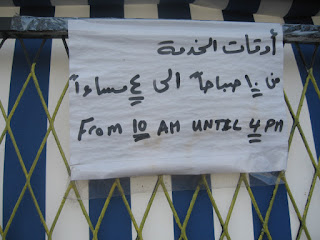 أوقات الخدمة
من ١٠ صباحاً الى ٤ مساءاً
FROM 10 AM UNTIL 4 PM